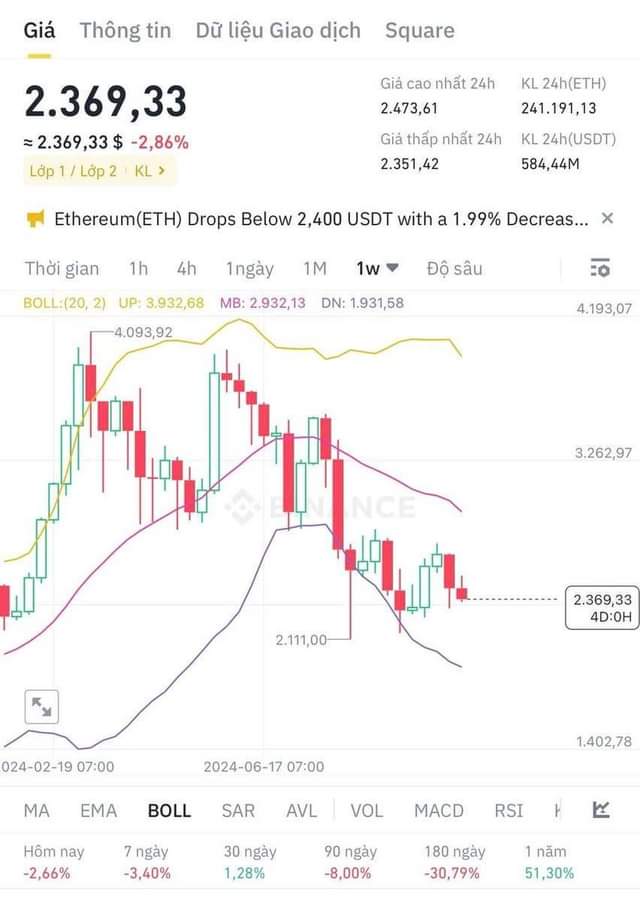 Giá Thông tin Dữ liệu Giao dịch Square
2.369,33
≈ 2.369,33 $ -2,86%
Lớp 1 / Lớp 2 KL >
Giá cao nhất 24h KL 24h(ETH)
2.473,61 241.191,13
Giá thấp nhất 24h KL 24h(USDT)
2.351,42 584,44M
Ethereum(ETH) Drops Below 2,400 USDT with a 1.99% Decreas...
Thời gian 1h 4h 1ngày 1M 1w Độ sâu
BOLL:(20, 2) UP: 3.932,68 MB: 2.932,13 DN: 1.931,58
4.193,07
4.093,92
3.262,97
BINANCE
2.369,33
4D:0H
2.111,00
1.402,78
024-02-19 07:00 2024-06-17 07:00
MA EMA BOLL SAR AVL VOL MACD RSI
Hôm nay 7 ngày 30 ngày 90 ngày 180 ngày 1 năm
-2,66% -3,40% 1,28% -8,00% -30,79% 51,30%